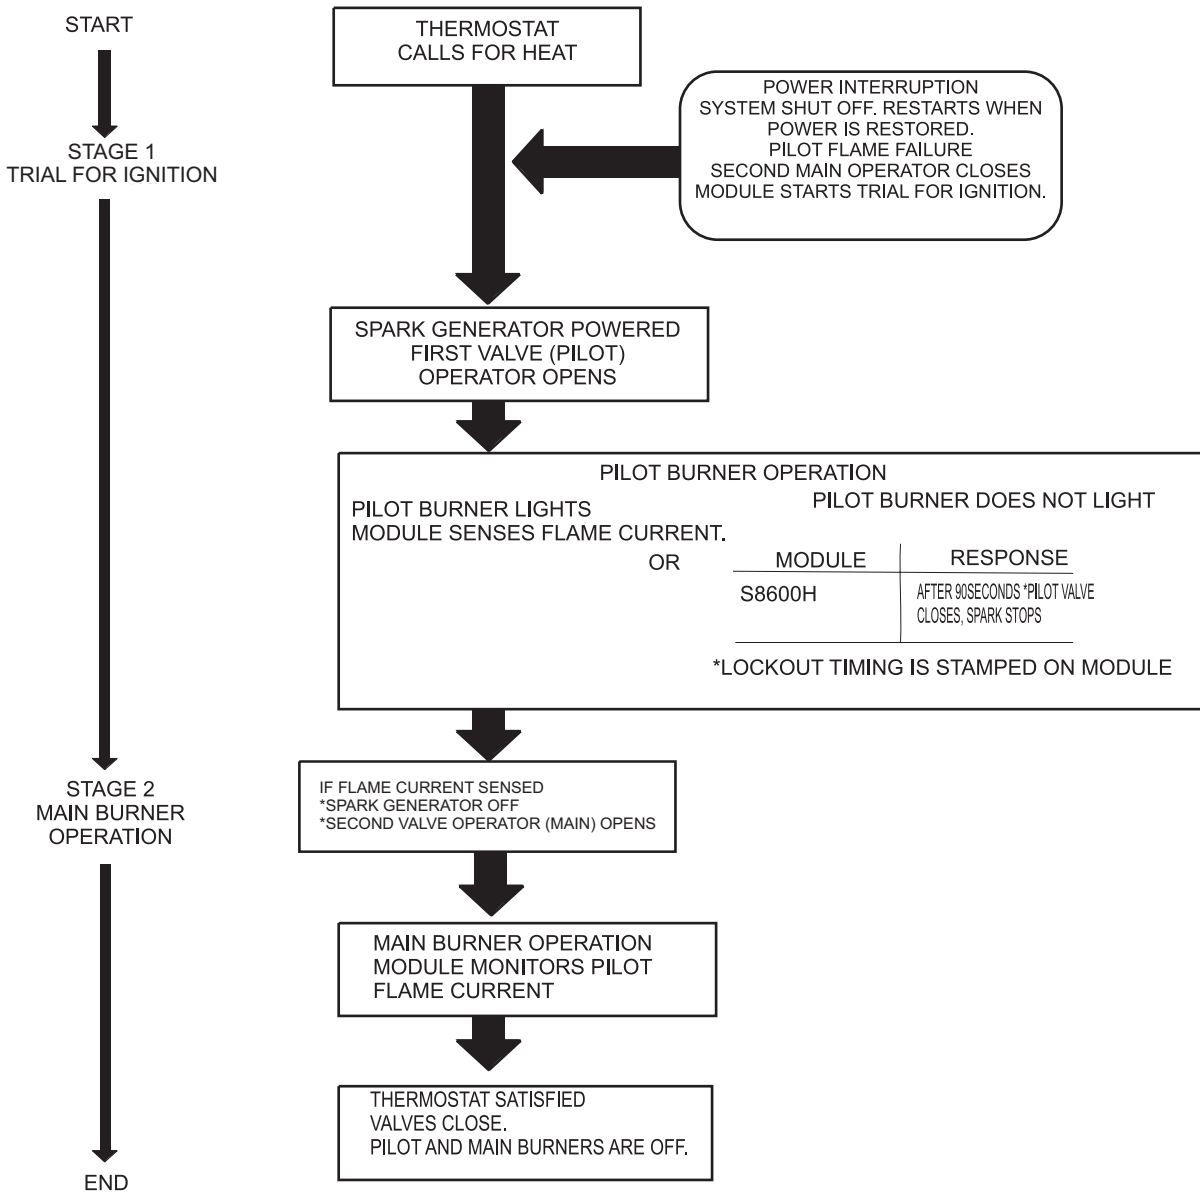 START
STAGE 1
TRIAL FOR IGNITION
STAGE 2
MAIN BURNER
OPERATION
END
THERMOSTAT
CALLS FOR HEAT
POWER INTERRUPTION
SYSTEM SHUT OFF. RESTARTS WHEN
POWER IS RESTORED.
PILOT FLAME FAILURE
SECOND MAIN OPERATOR CLOSES
MODULE STARTS TRIAL FOR IGNITION.
SPARK GENERATOR POWERED
FIRST VALVE (PILOT)
OPERATOR OPENS
PILOT BURNER OPERATION
PILOT BURNER LIGHTS
MODULE SENSES FLAME CURRENT.
OR
PILOT BURNER DOES NOT LIGHT
MODULE RESPONSE
S8600H AFTER 90SECONDS *PILOT VALVE
CLOSES, SPARK STOPS
*LOCKOUT TIMING IS STAMPED ON MODULE
IF FLAME CURRENT SENSED
*SPARK GENERATOR OFF
*SECOND VALVE OPERATOR (MAIN) OPENS
MAIN BURNER OPERATION
MODULE MONITORS PILOT
FLAME CURRENT
THERMOSTAT SATISFIED
VALVES CLOSE.
PILOT AND MAIN BURNERS ARE OFF.